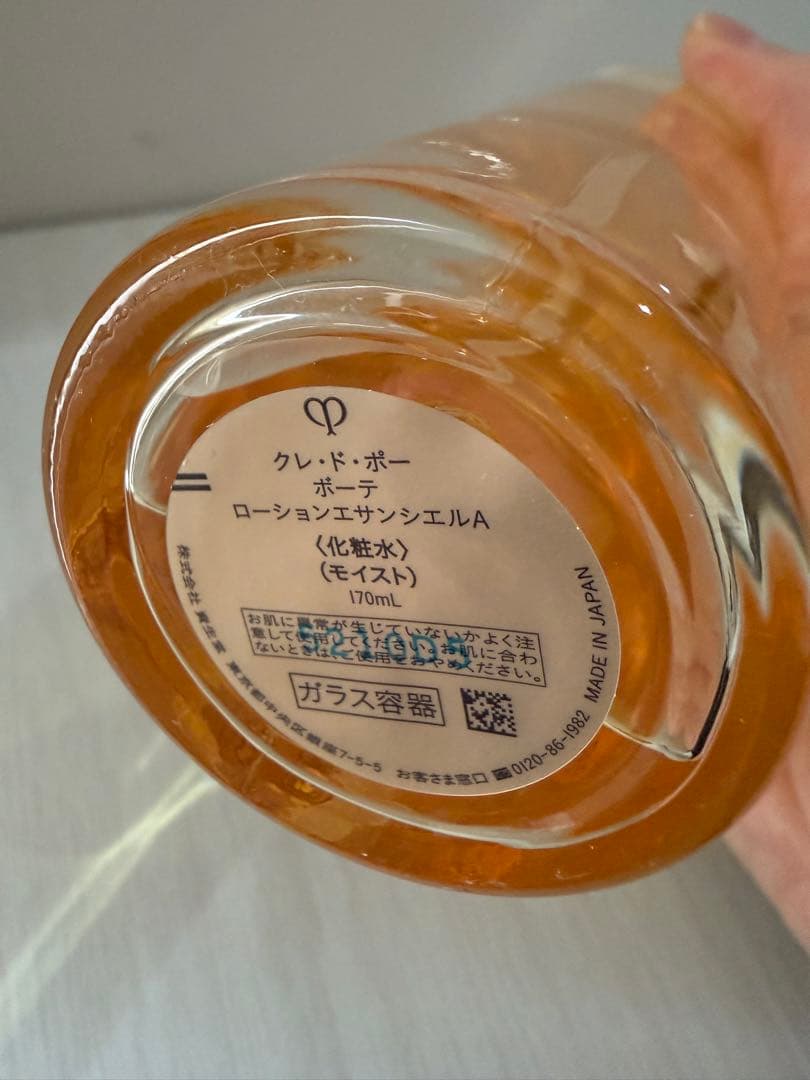 クレ・ド・ポー
ボーテ
ローションエサンシエルA
〈化粧水〉
(モイスト)
170mL
お肌に異常が生じていないかよく注
意して使用してください。お肌に合わ
ないときは、ご使用をおやめください。
ガラス容器
株式会社 資生堂 東京都中央区銀座7-5-5 お客さま窓口 0120-86-1982 MADE IN JAPAN